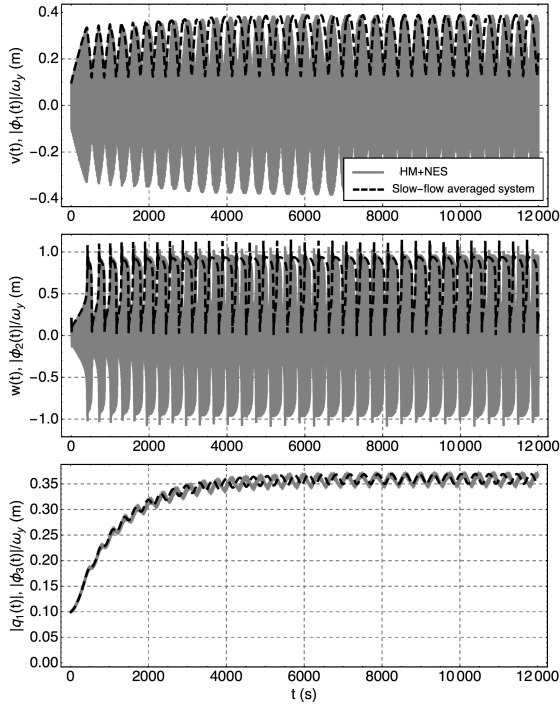 v(t), |ϕ₁(t)|/ω_y (m)
0.4
0.2
0.0
−0.2
−0.4
HM+NES
Slow−flow averaged system
0 2000 4000 6000 8000 10 000 12 000
w(t), |ϕ₂(t)|/ω_y (m)
1.0
0.5
0.0
−0.5
−1.0
0 2000 4000 6000 8000 10 000 12 000
|q₁(t)|, |ϕ₃(t)|/ω_y (m)
0.35
0.30
0.25
0.20
0.15
0.10
0.05
0.00
0 2000 4000 6000 8000 10 000 12 000
t (s)